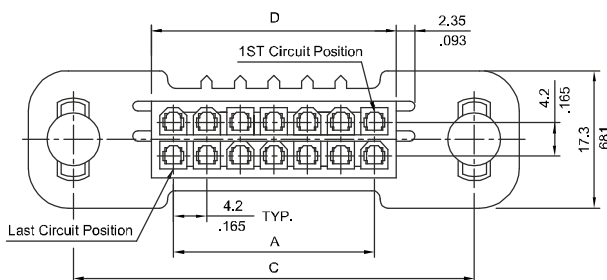 D
2.35
.093
1ST Circuit Position
4.2
.165
17.3
681
4.2
.165
TYP.
Last Circuit Position
A
C